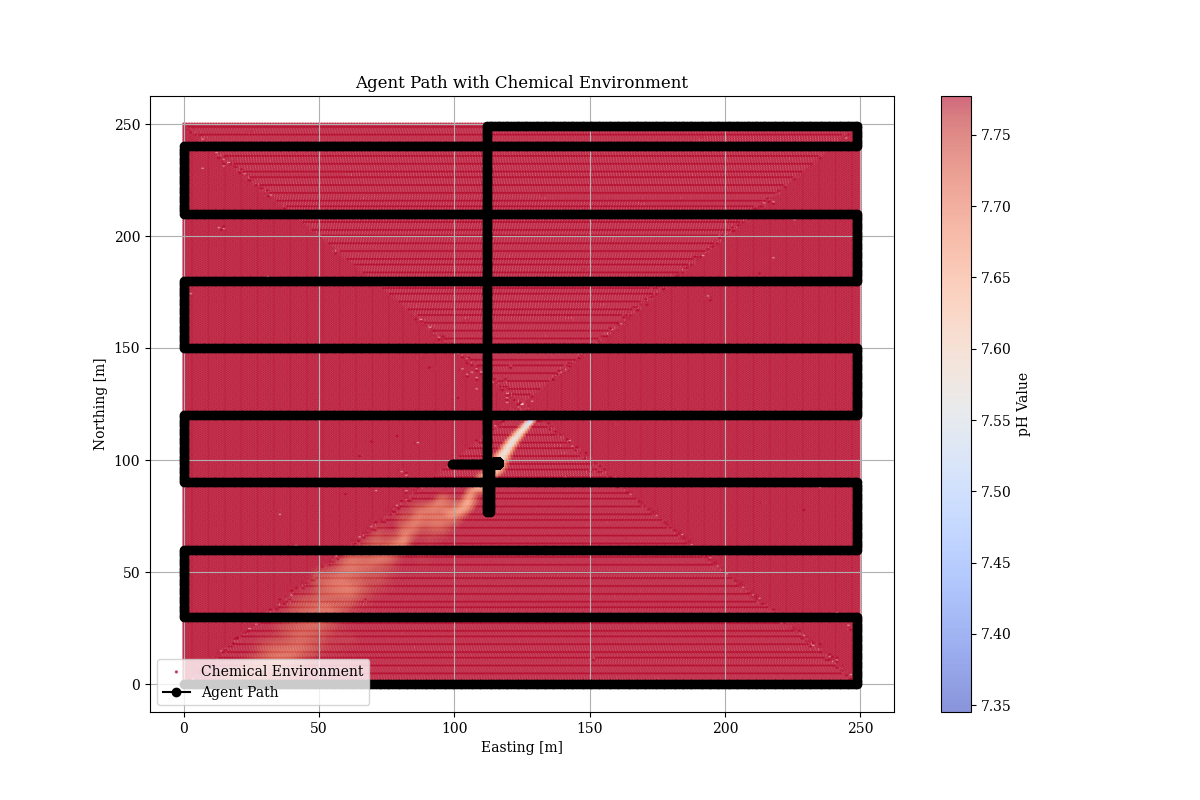 Agent Path with Chemical Environment
Northing [m]
250
200
150
100
50
0
0 50 100 150 200 250
Easting [m]
Chemical Environment
Agent Path
7.75
7.70
7.65
7.60
7.55
7.50
7.45
7.40
7.35
pH Value